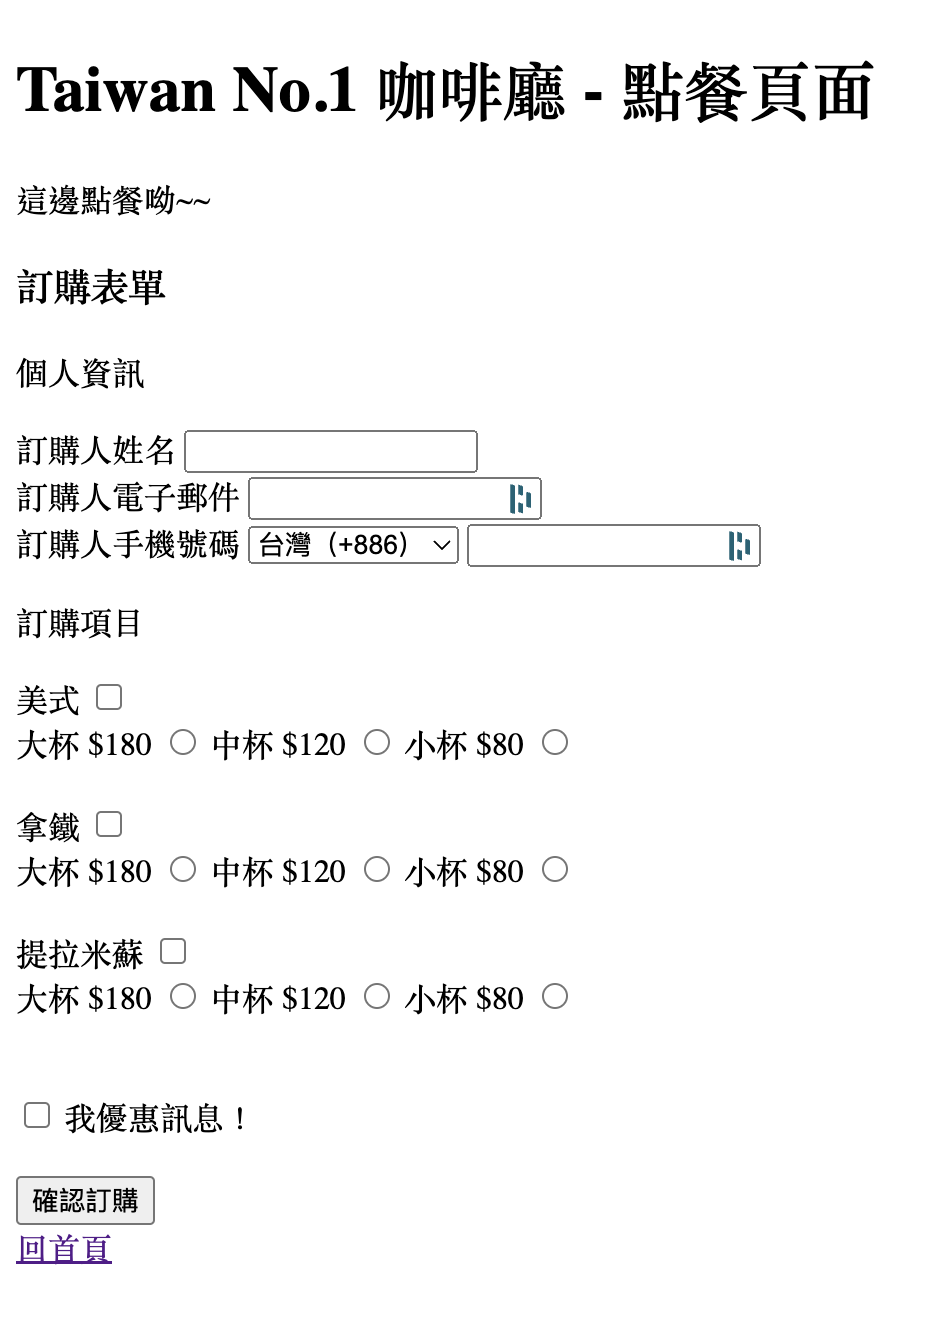 Taiwan No.1 咖啡廳 - 點餐頁面
這邊點餐呦~~
訂購表單
個人資訊
訂購人姓名
訂購人電子郵件
訂購人手機號碼 台灣（+886）
訂購項目
美式
大杯 $180 中杯 $120 小杯 $80
拿鐵
大杯 $180 中杯 $120 小杯 $80
提拉米蘇
大杯 $180 中杯 $120 小杯 $80
我優惠訊息！
確認訂購
回首頁